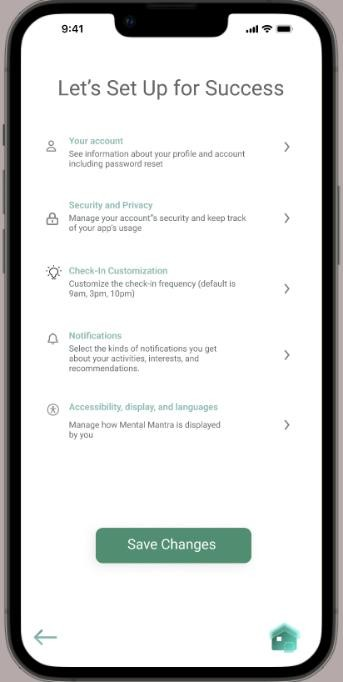 9:41
Let's Set Up for Success
Your account
See information about your profile and account
including password reset
Security and Privacy
Manage your account"s security and keep track
of your app's usage
Check-In Customization
Customize the check-in frequency (default is
9am, 3pm, 10pm)
Notifications
Select the kinds of notifications you get
about your activities, interests, and
recommendations.
Accessibility, display, and languages
Manage how Mental Mantra is displayed
by you
Save Changes